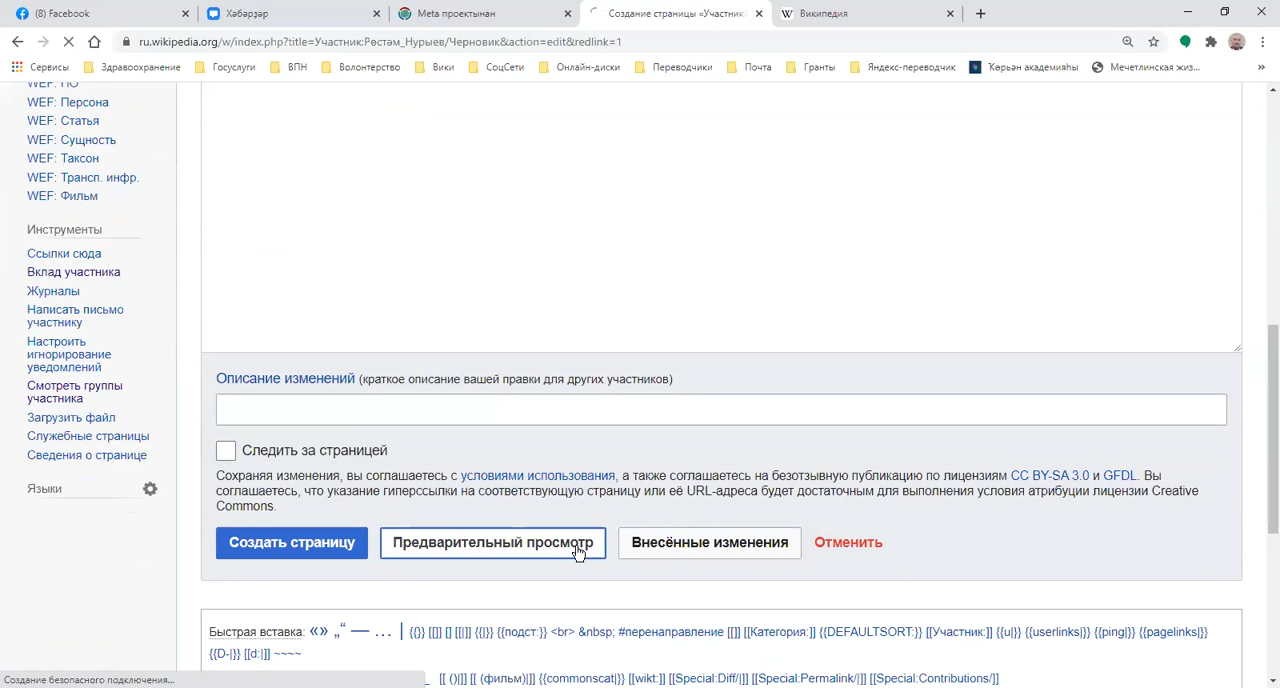 (8) Facebook
Хәбәрҙәр
Meta проектынан
Создание страницы «Участник:
Википедия
ru.wikipedia.org/w/index.php?title=Участник:Рөстәм_Нурыев/Черновик&action=edit&redlink=1
Сервисы Здравоохранение Госуслуги ВПН Волонтерство Вики СоцСети Онлайн-диски Переводчики Почта Гранты Яндекс-переводчик Ҡөрьән академияһы Мечетлинская жиз... »
WEF: НО
WEF: Персона
WEF: Статья
WEF: Сущность
WEF: Таксон
WEF: Трансп. инфр.
WEF: Фильм
Инструменты
Ссылки сюда
Вклад участника
Журналы
Написать письмо
участнику
Настроить
игнорирование
уведомлений
Смотреть группы
участника
Загрузить файл
Служебные страницы
Сведения о странице
Языки
Описание изменений (краткое описание вашей правки для других участников)
Следить за страницей
Сохраняя изменения, вы соглашаетесь с условиями использования, а также соглашаетесь на безотзывную публикацию по лицензиям CC BY-SA 3.0 и GFDL. Вы
соглашаетесь, что указание гиперссылки на соответствующую страницу или её URL-адреса будет достаточным для выполнения условия атрибуции лицензии Creative
Commons.
Создать страницу Предварительный просмотр Внесённые изменения Отменить
Быстрая вставка: «» „“ — … | {{}} [[]] [] [[|]] {{|}} {{подст:}} <br> &nbsp; #перенаправление [[]] [[Категория:]] {{DEFAULTSORT:}} [[Участник:]] {{u|}} {{userlinks|}} {{ping|}} {{pagelinks|}}
{{D-|}} [[d:|]] ~~~~
[[ ()|]] [[ (фильм)|]] {{commonscat|}} [[wikt:]] [[Special:Diff/|]] [[Special:Permalink/|]] [[Special:Contributions/]]
Создание безопасного подключения...